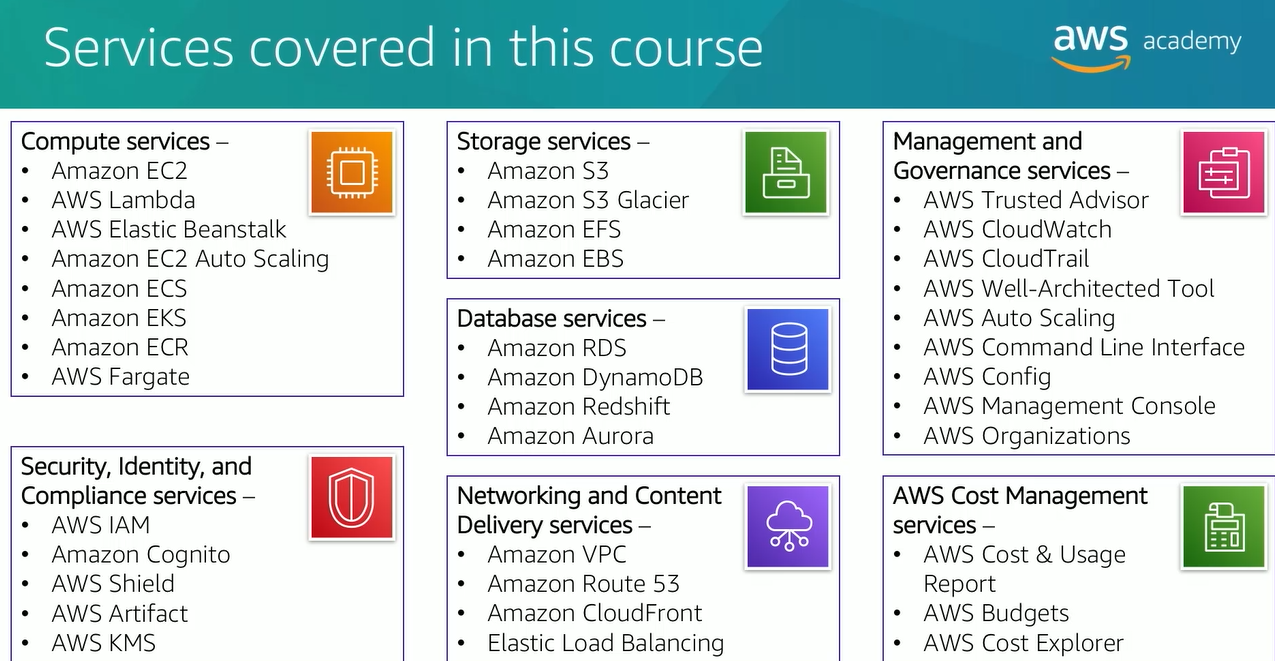 Services covered in this course
aws academy
Compute services –
• Amazon EC2
• AWS Lambda
• AWS Elastic Beanstalk
• Amazon EC2 Auto Scaling
• Amazon ECS
• Amazon EKS
• Amazon ECR
• AWS Fargate
Security, Identity, and
Compliance services –
• AWS IAM
• Amazon Cognito
• AWS Shield
• AWS Artifact
• AWS KMS
Storage services –
• Amazon S3
• Amazon S3 Glacier
• Amazon EFS
• Amazon EBS
Database services –
• Amazon RDS
• Amazon DynamoDB
• Amazon Redshift
• Amazon Aurora
Networking and Content
Delivery services –
• Amazon VPC
• Amazon Route 53
• Amazon CloudFront
• Elastic Load Balancing
Management and
Governance services –
• AWS Trusted Advisor
• AWS CloudWatch
• AWS CloudTrail
• AWS Well-Architected Tool
• AWS Auto Scaling
• AWS Command Line Interface
• AWS Config
• AWS Management Console
• AWS Organizations
AWS Cost Management
services –
• AWS Cost & Usage
Report
• AWS Budgets
• AWS Cost Explorer